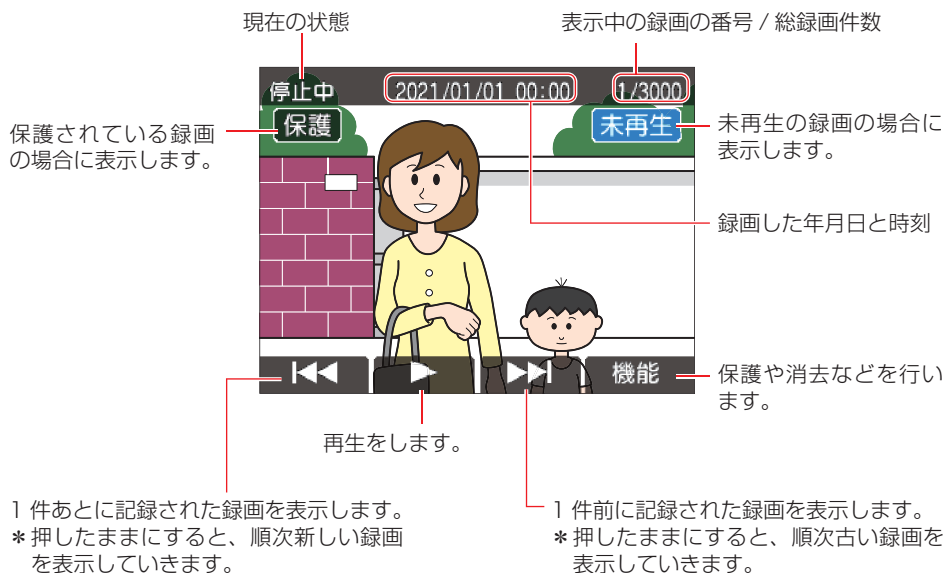 現在の状態
表示中の録画の番号 / 総録画件数
停止中
2021/01/01 00:00
1/3000
保護
未再生
保護されている録画
の場合に表示します。
未再生の録画の場合に
表示します。
録画した年月日と時刻
機能
保護や消去などを行い
ます。
再生をします。
1 件あとに記録された録画を表示します。
*押したままにすると、順次新しい録画
を表示していきます。
1 件前に記録された録画を表示します。
*押したままにすると、順次古い録画を
表示していきます。